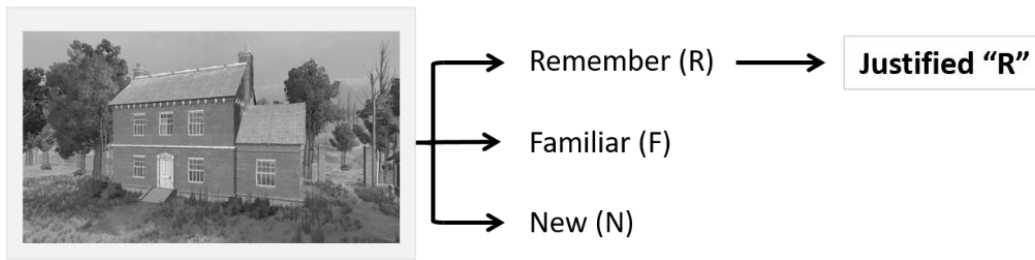 Remember (R)
Justified “R”
Familiar (F)
New (N)